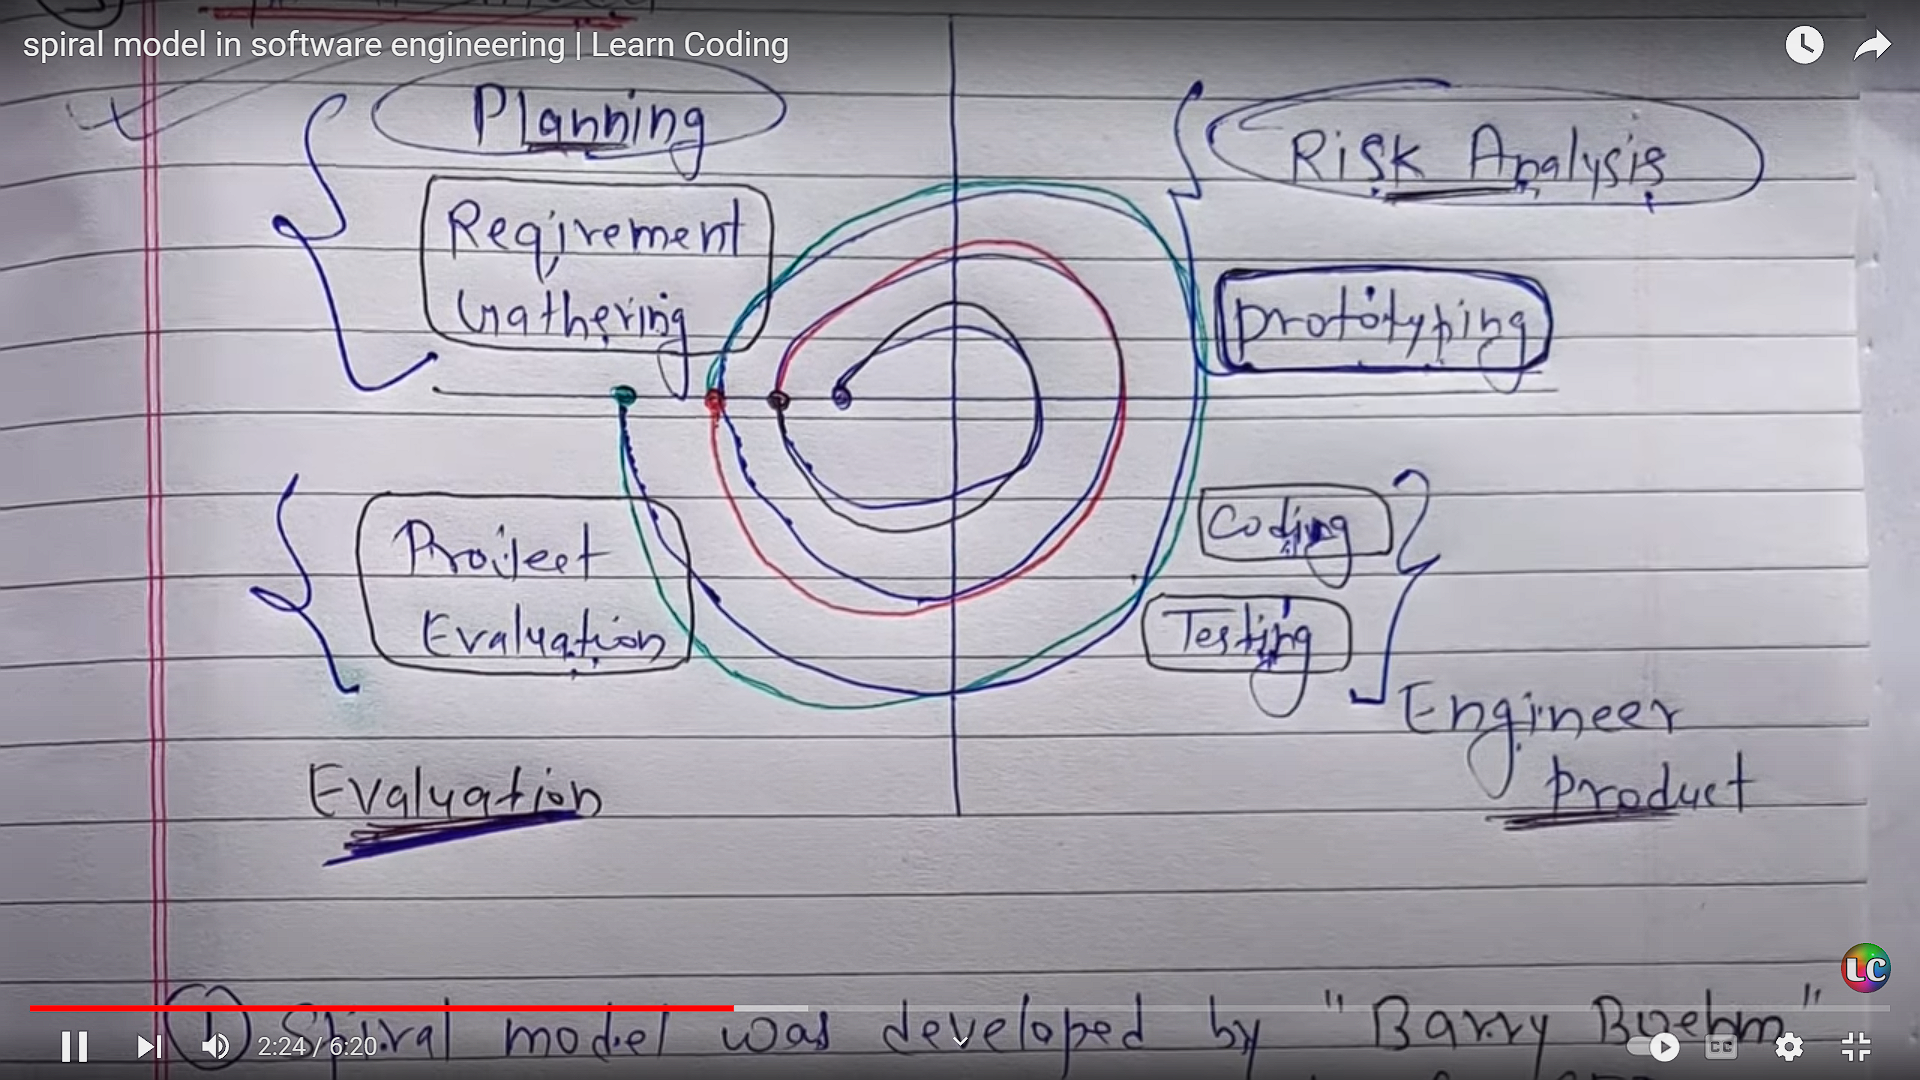 spiral model in software engineering | Learn Coding
Planning
Reqirement
Gathering
Risk Analysis
prototyping
Project
Evaluation
Coding
Testing
Engineer
product
Evaluation
① Spiral model was developed by "Barry Boehm"
2:24 / 6:20
CC
LC